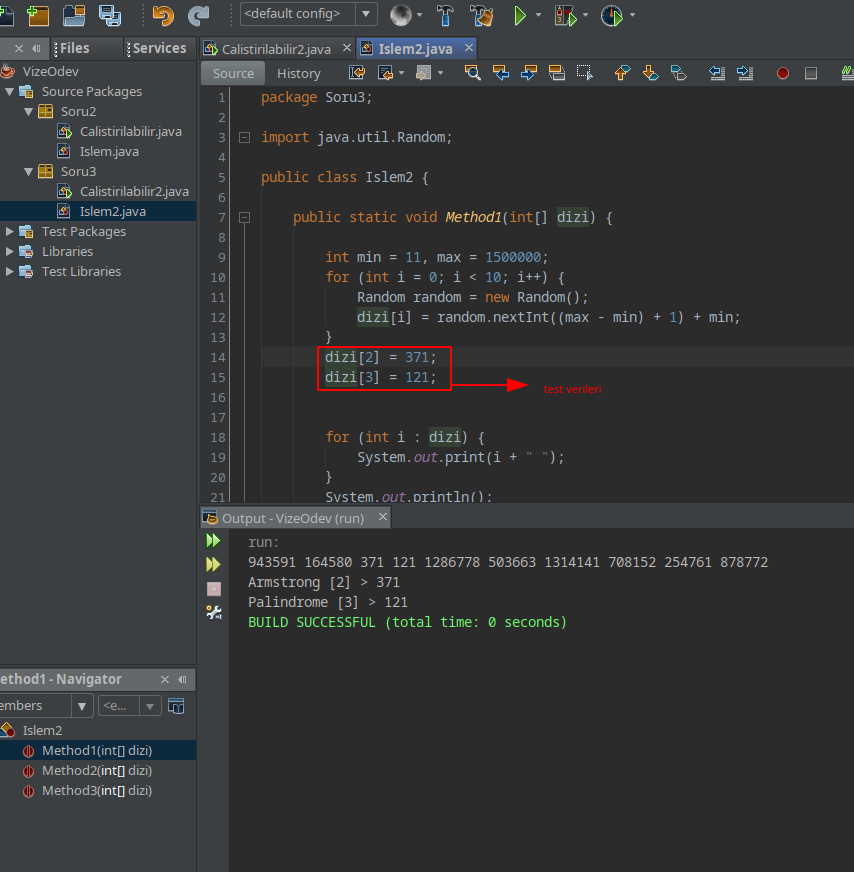 <default config>
Files
Services
Calistirilabilir2.java
Islem2.java
VizeOdev
Source Packages
Soru2
Calistirilabilir.java
Islem.java
Soru3
Calistirilabilir2.java
Islem2.java
Test Packages
Libraries
Test Libraries
Source History
1 package Soru3;
2
3 import java.util.Random;
4
5 public class Islem2 {
6
7 public static void Method1(int[] dizi) {
8
9 int min = 11, max = 1500000;
10 for (int i = 0; i < 10; i++) {
11 Random random = new Random();
12 dizi[i] = random.nextInt((max - min) + 1) + min;
13 }
14 dizi[2] = 371;
15 dizi[3] = 121;
test verileri
16
17
18 for (int i : dizi) {
19 System.out.print(i + " ");
20 }
21 System.out.println();
Output - VizeOdev (run)
run:
943591 164580 371 121 1286778 503663 1314141 708152 254761 878772
Armstrong [2] > 371
Palindrome [3] > 121
BUILD SUCCESSFUL (total time: 0 seconds)
ethod1 - Navigator
embers
<e...
Islem2
Method1(int[] dizi)
Method2(int[] dizi)
Method3(int[] dizi)